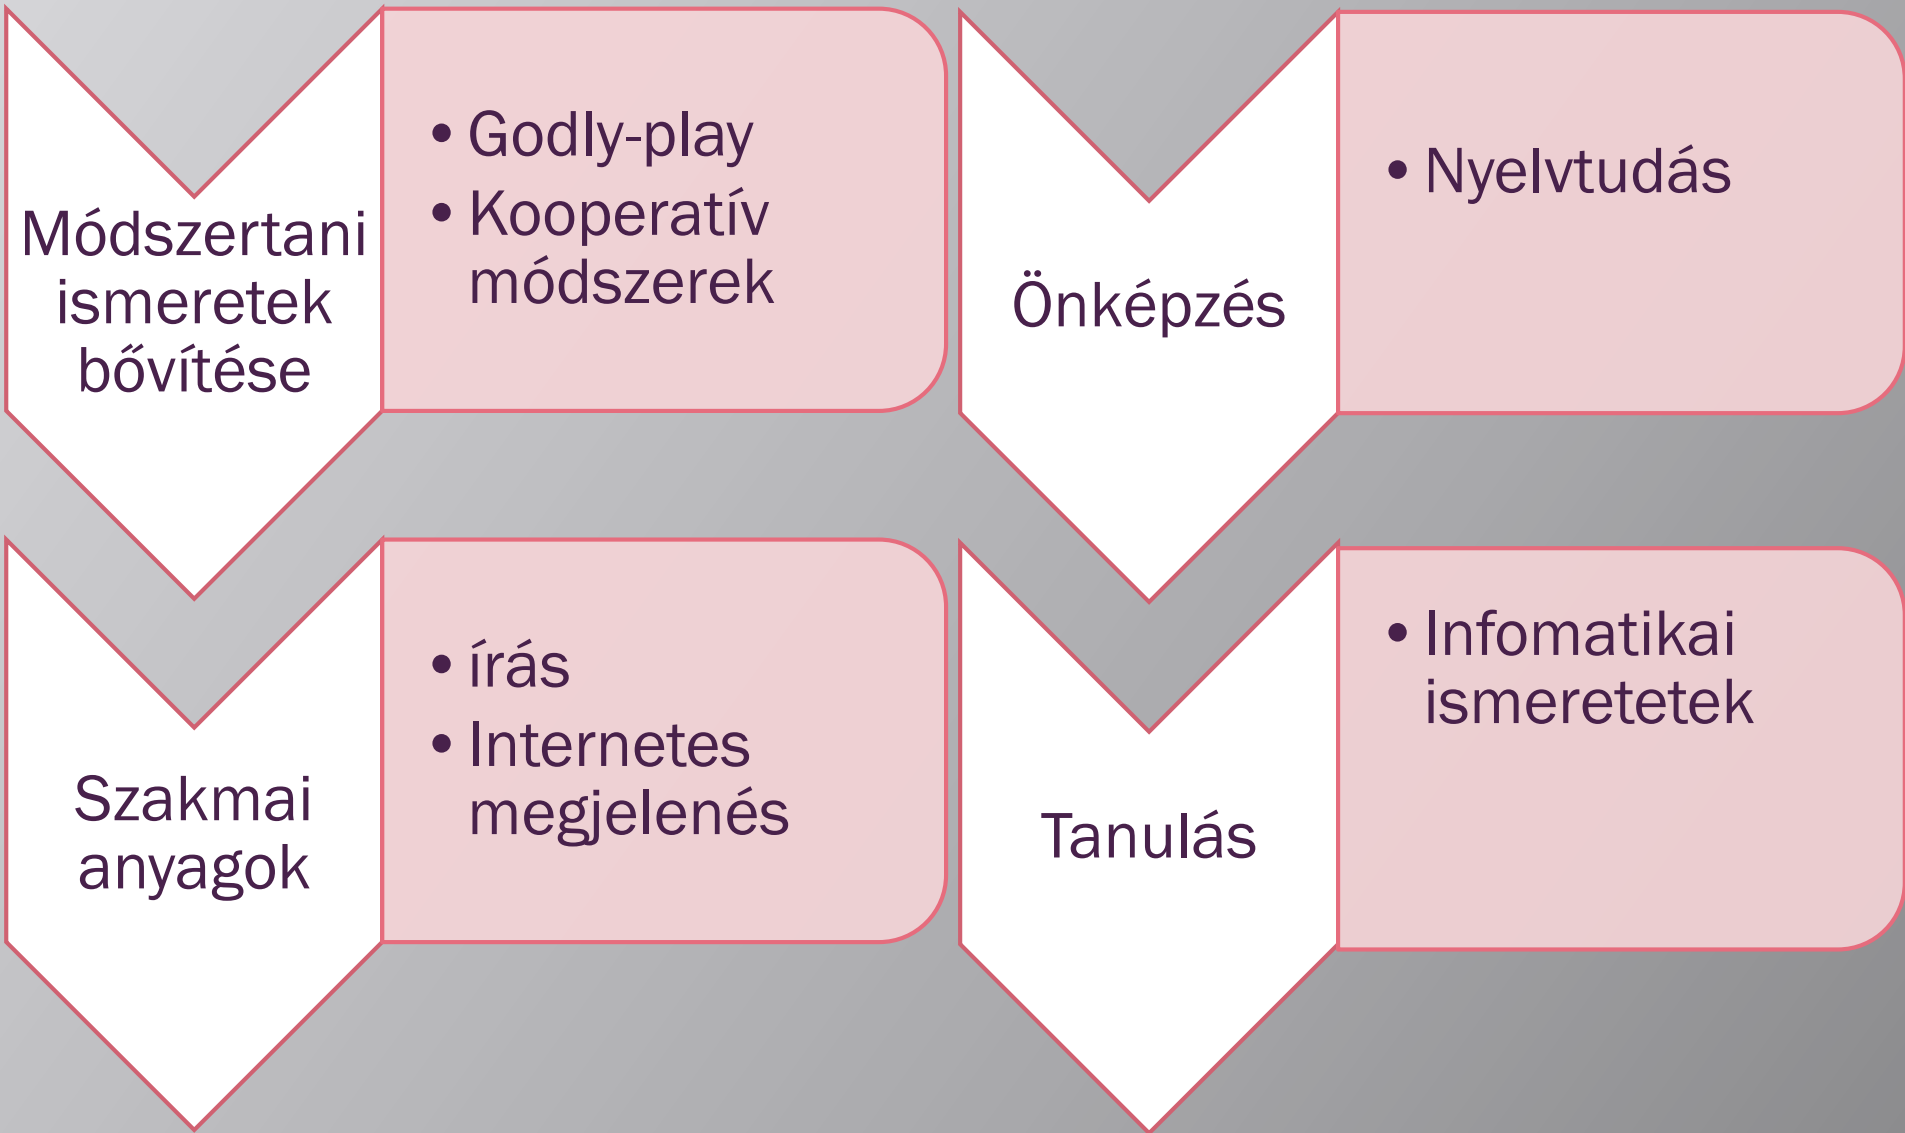 Módszertani
ismeretek
bővítése
• Godly-play
• Kooperatív
módszerek
Szakmai
anyagok
• írás
• Internetes
megjelenés
Önképzés
• Nyelvtudás
Tanulás
• Infomatikai
ismeretetek